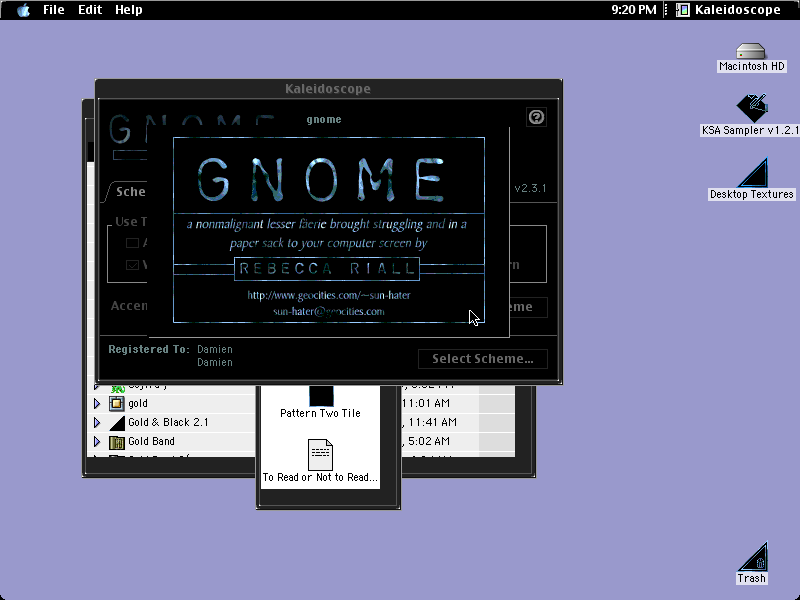 File Edit Help
9:20 PM
Kaleidoscope
Macintosh HD
KSA Sampler v1.2.1
Desktop Textures
Trash
Kaleidoscope
GNOME
gnome
v2.3.1
Sche
Use T
Accen
eme
GNOME
a nonmalignant lesser faerie brought struggling and in a
paper sack to your computer screen by
REBECCA RIALL
http://www.geocities.com/~sun-hater
sun-hater@geocities.com
Registered To: Damien
Damien
Select Scheme...
gold
11:01 AM
Gold & Black 2.1
, 11:41 AM
Gold Band
, 5:02 AM
Pattern Two Tile
To Read or Not to Read...